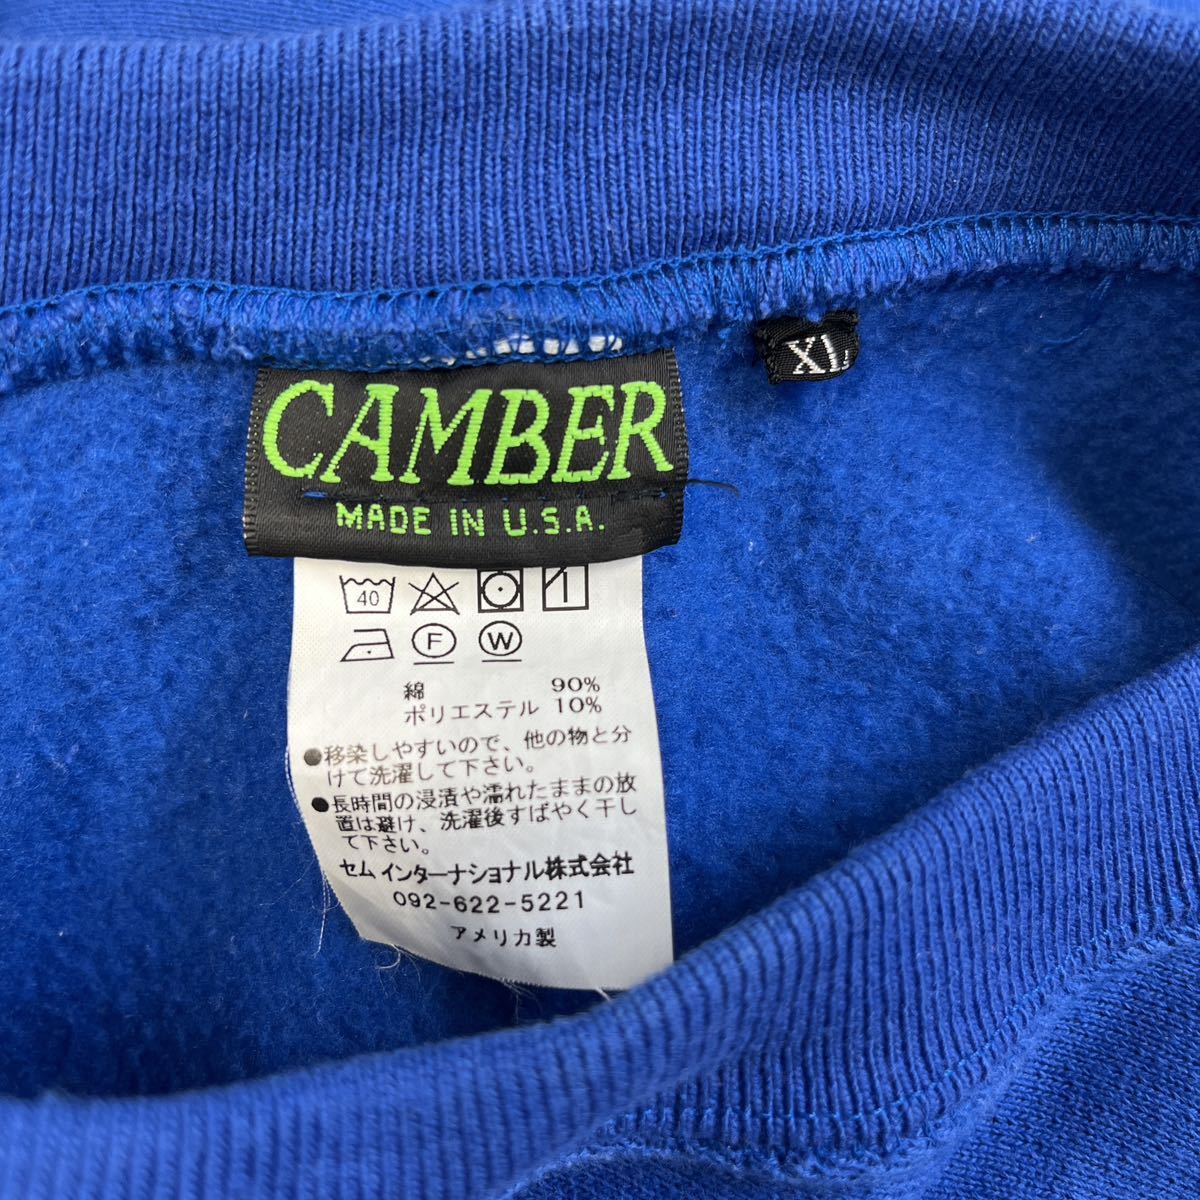 CAMBER
MADE IN U.S.A.
XL
40
F W
綿 90%
ポリエステル 10%
●移染しやすいので、他の物と分
けて洗濯して下さい。
●長時間の浸漬や濡れたままの放
置は避け、洗濯後すばやく干し
て下さい。
セムインターナショナル株式会社
092-622-5221
アメリカ製